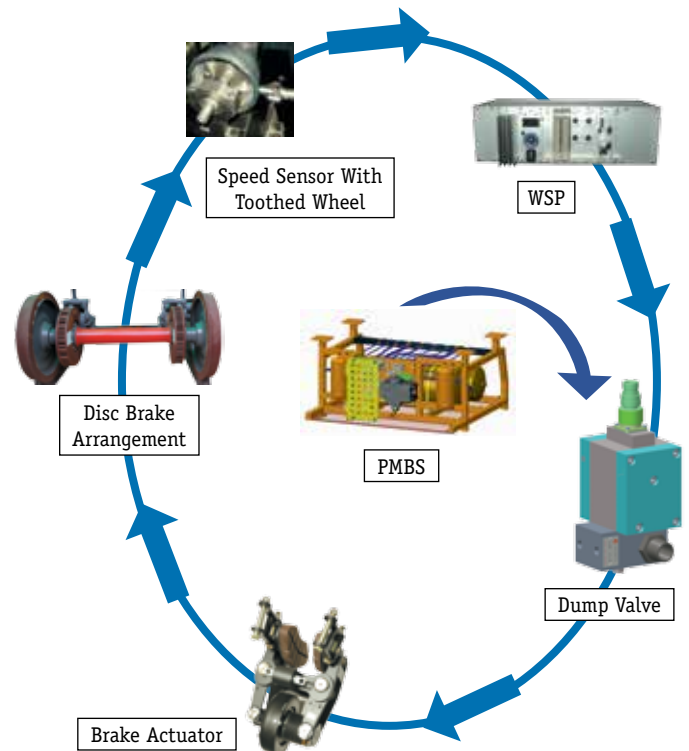 Speed Sensor With
Toothed Wheel
WSP
Disc Brake
Arrangement
PMBS
Dump Valve
Brake Actuator